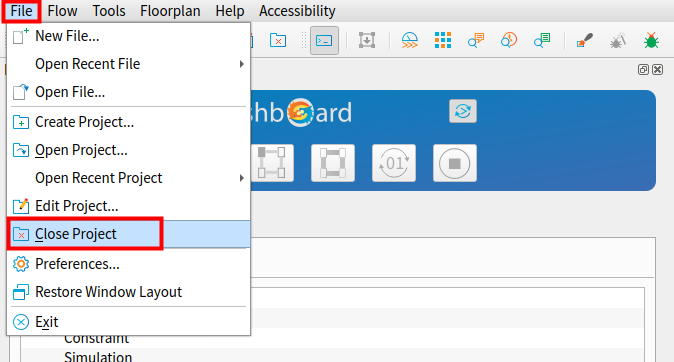 File Flow Tools Floorplan Help Accessibility
New File...
Open Recent File
Open File...
Create Project...
Open Project...
Open Recent Project
Edit Project...
Close Project
Preferences...
Restore Window Layout
Exit
shboard
01
Constraint
Simulation